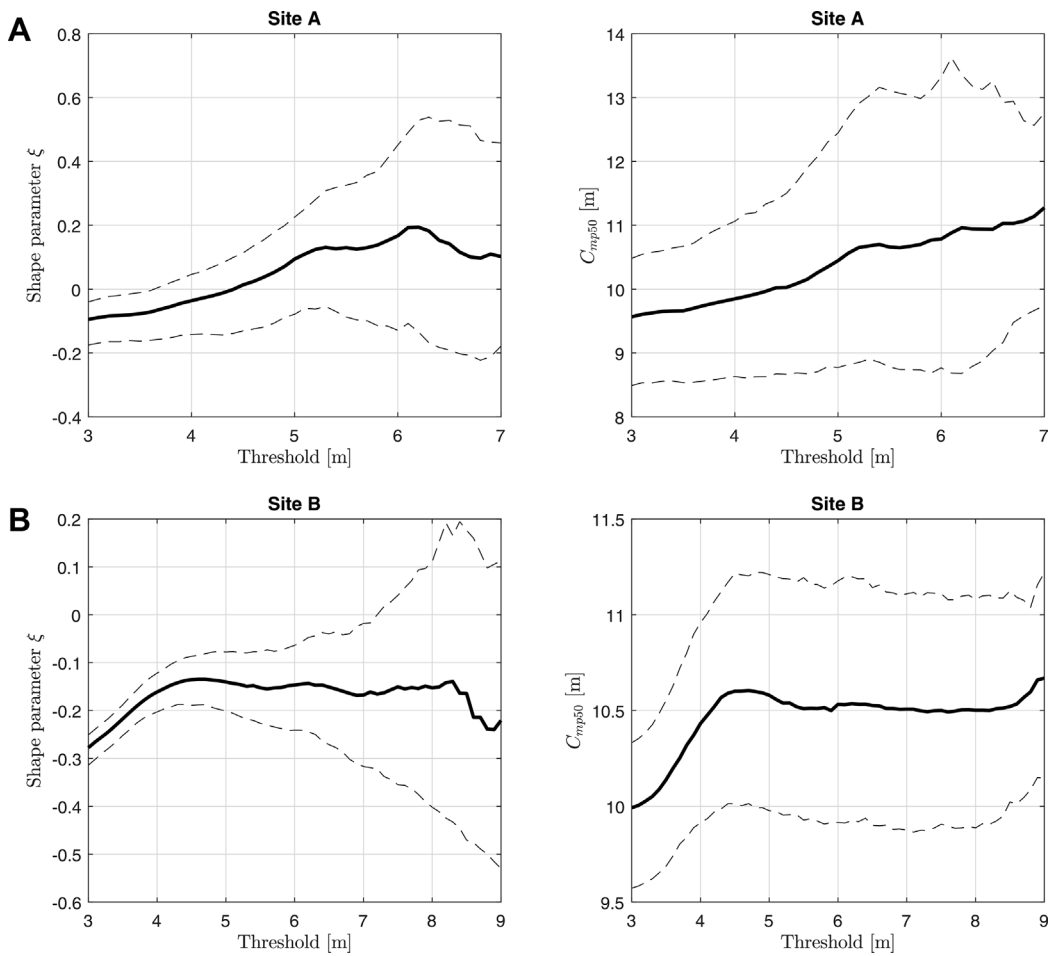 A
Site A
0.8
0.6
0.4
0.2
0
-0.2
-0.4
3 4 5 6 7
Shape parameter ξ
Threshold [m]
Site A
14
13
12
11
10
9
8
3 4 5 6 7
C_mp50 [m]
Threshold [m]
B
Site B
0.2
0.1
0
-0.1
-0.2
-0.3
-0.4
-0.5
-0.6
3 4 5 6 7 8 9
Shape parameter ξ
Threshold [m]
Site B
11.5
11
10.5
10
9.5
3 4 5 6 7 8 9
C_mp50 [m]
Threshold [m]